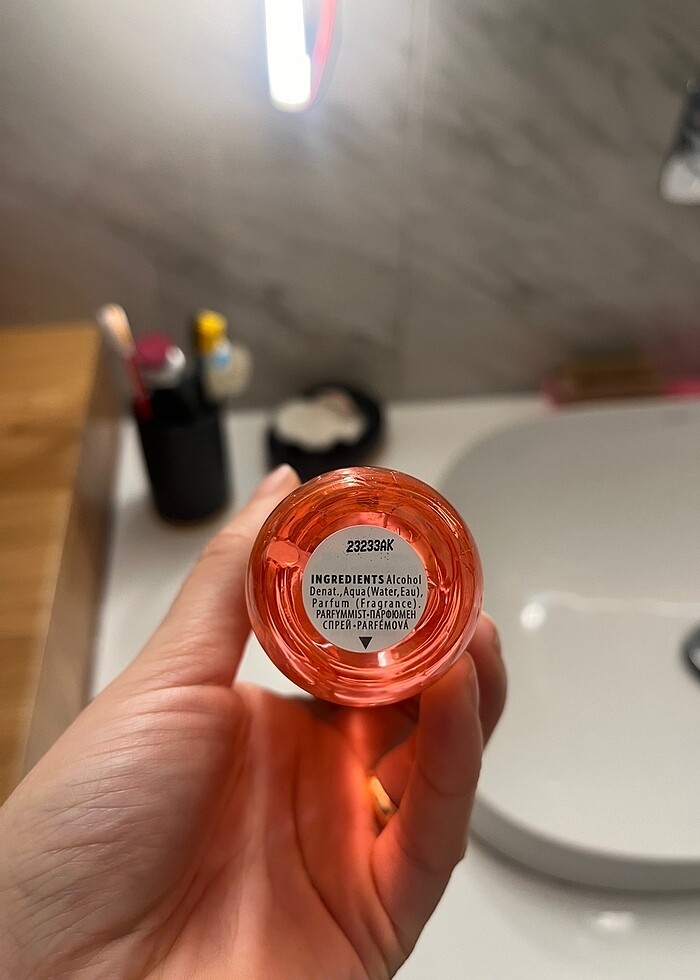 23233AK
INGREDIENTS Alcohol
Denat.,Aqua(Water,Eau),
Parfum (Fragrance).
PARFYMMIST-ПАРФЮМЕН
СПРЕЙ-PARFÉMOVÁ